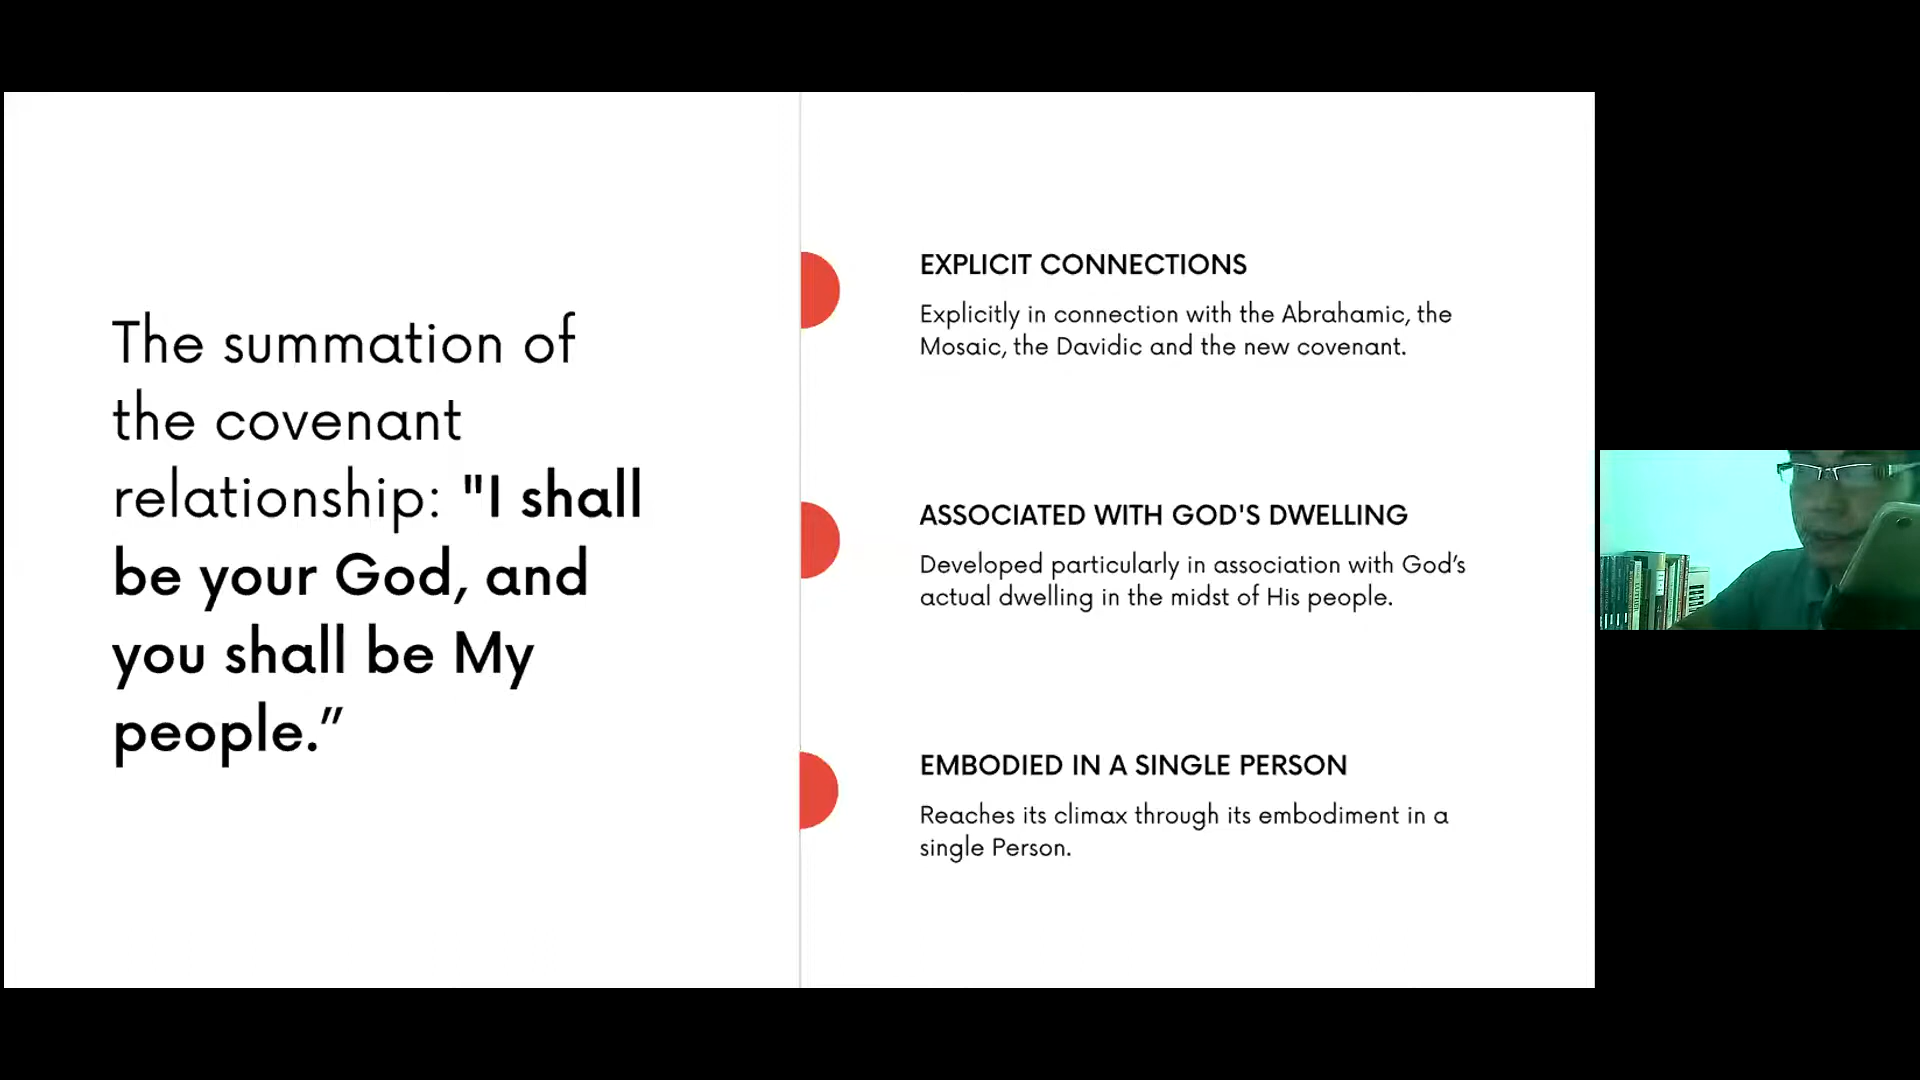 The summation of
the covenant
relationship: "I shall
be your God, and
you shall be My
people.”
EXPLICIT CONNECTIONS
Explicitly in connection with the Abrahamic, the
Mosaic, the Davidic and the new covenant.
ASSOCIATED WITH GOD'S DWELLING
Developed particularly in association with God’s
actual dwelling in the midst of His people.
EMBODIED IN A SINGLE PERSON
Reaches its climax through its embodiment in a
single Person.